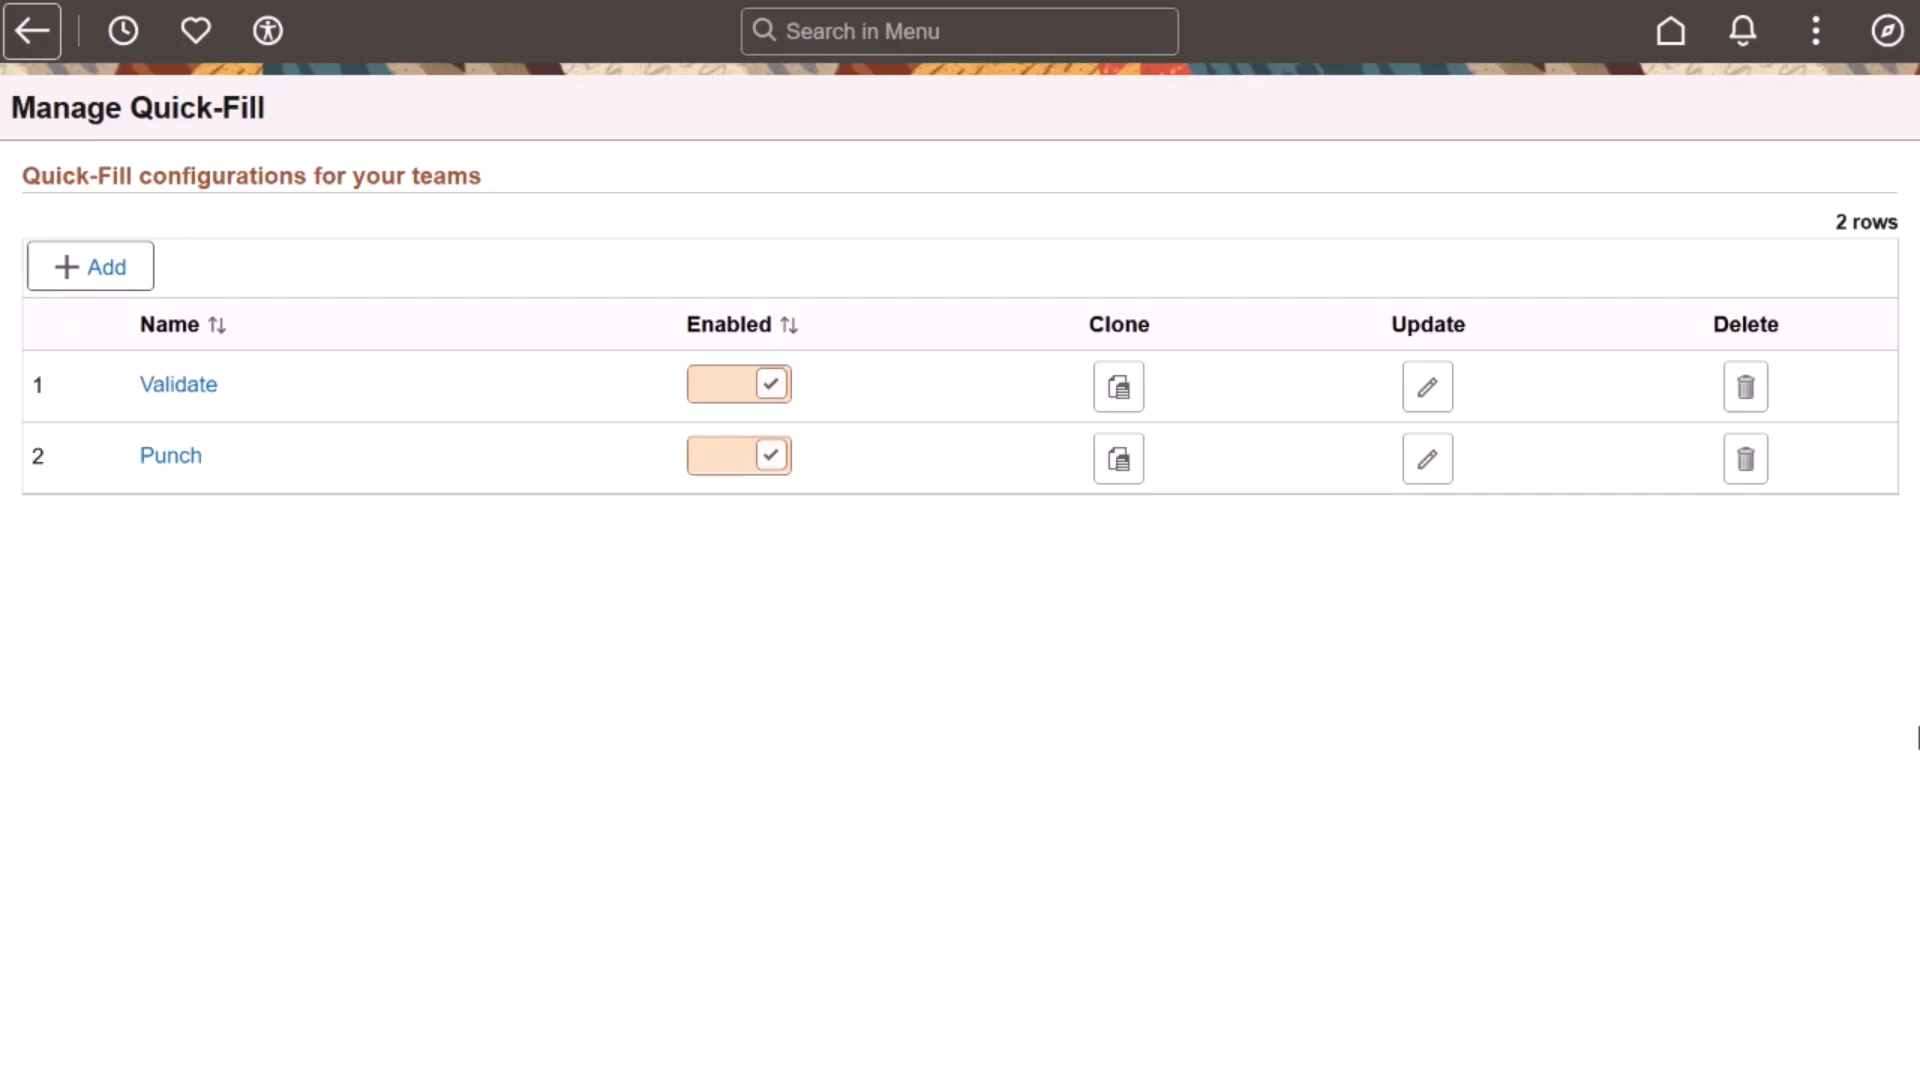 Search in Menu
Manage Quick-Fill
Quick-Fill configurations for your teams
2 rows
Add
Name Enabled Clone Update Delete
1 Validate
2 Punch